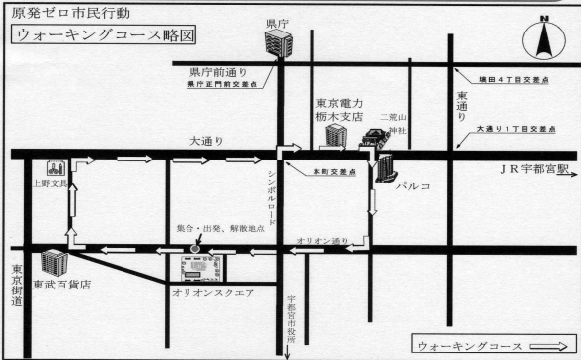 原発ゼロ市民行動
ウォーキングコース略図
県庁
N
県庁前通り
県庁正門前交差点
塙田4丁目交差点
東京電力
栃木支店
二荒山
神社
東通り
大通り1丁目交差点
大通り
JR宇都宮駅
上野文具
シンボルロード
本町交差点
パルコ
集合・出発、解散地点
オリオン通り
東京街道
東武百貨店
オリオンスクエア
宇都宮市役所
ウォーキングコース